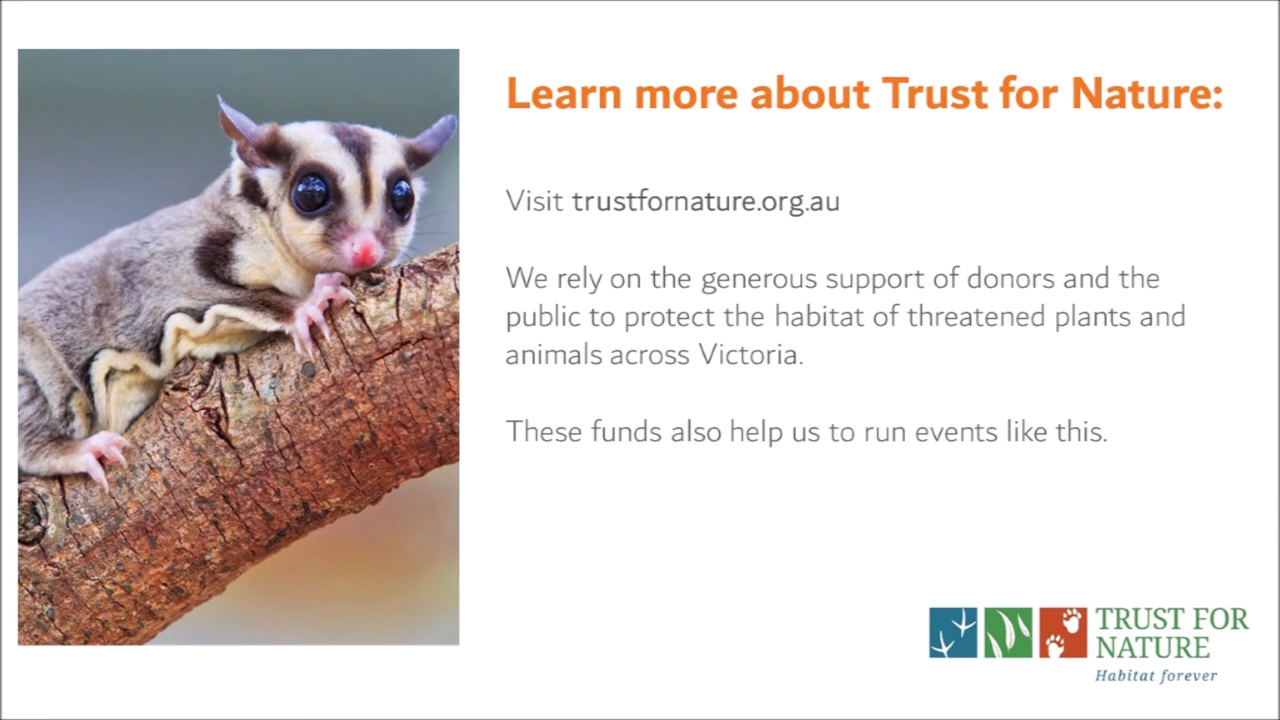 Learn more about Trust for Nature:
Visit trustfornature.org.au
We rely on the generous support of donors and the
public to protect the habitat of threatened plants and
animals across Victoria.
These funds also help us to run events like this.
TRUST FOR
NATURE
Habitat forever